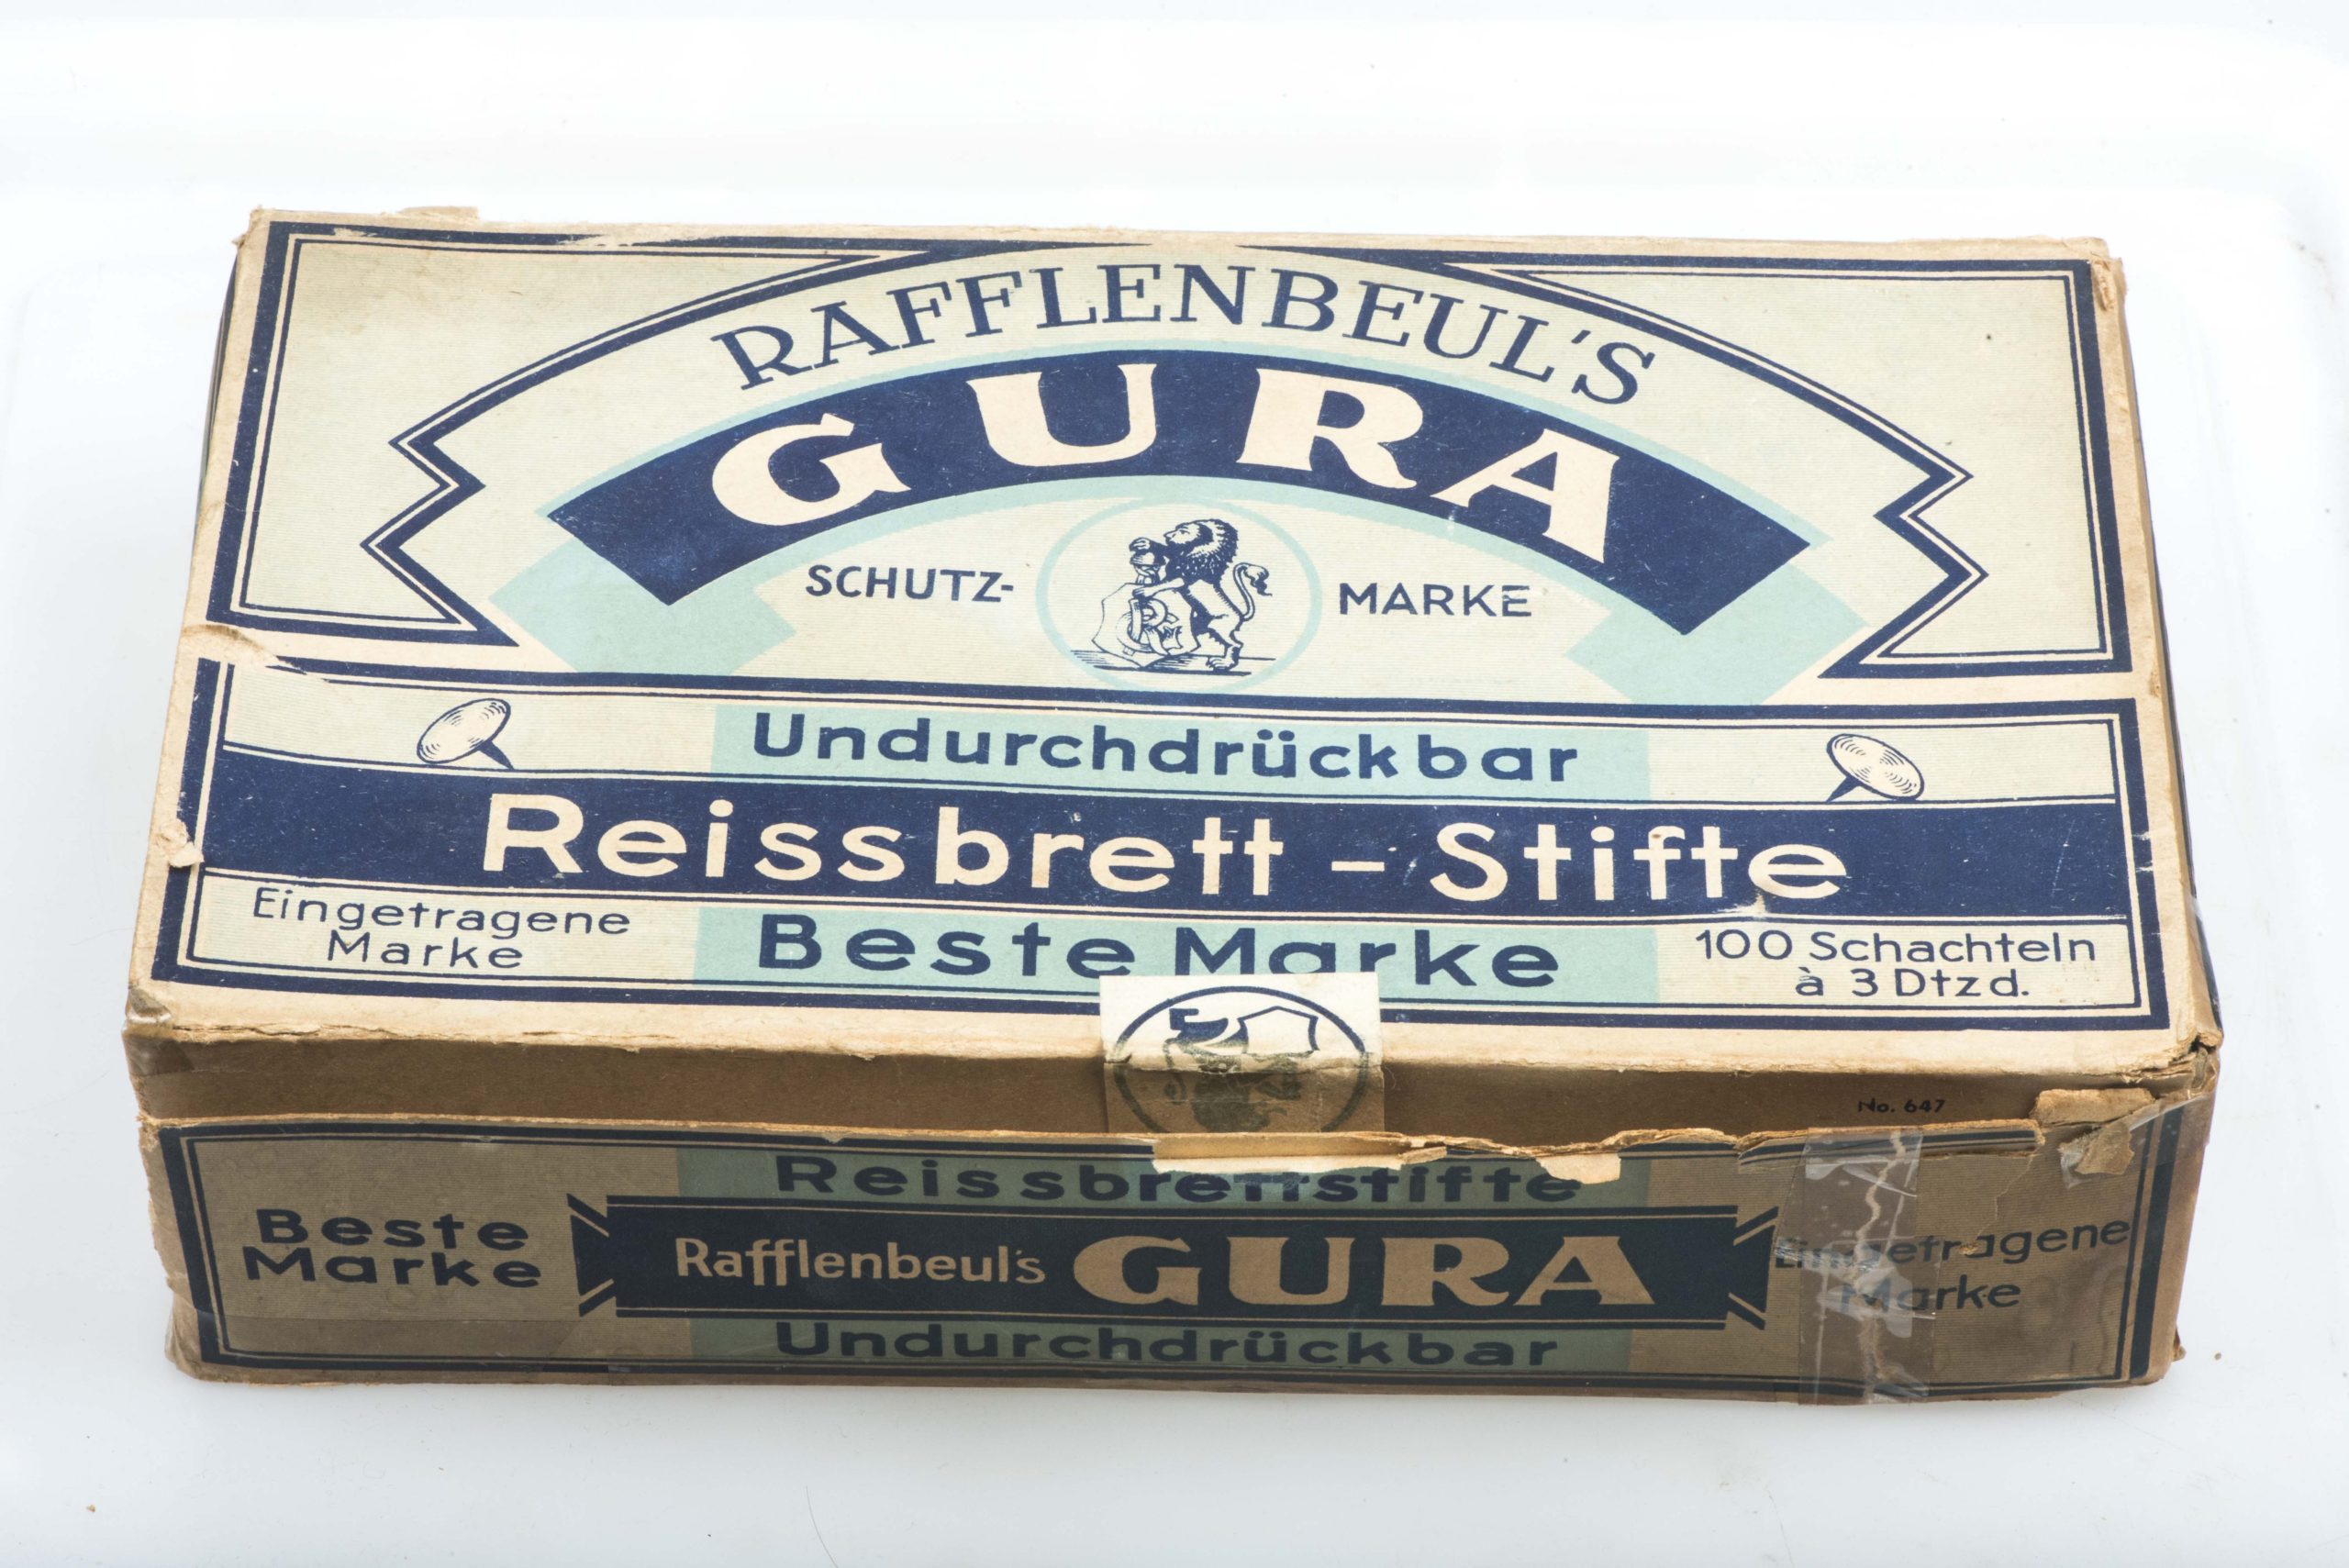 RAFFLENBEUL'S
GURA
SCHUTZ- MARKE
Undurchdrückbar
Reissbrett - Stifte
Eingetragene
Marke
Beste Marke
100 Schachteln
à 3 Dtzd.
No. 647
Reissbrettstifte
Beste
Marke
Rafflenbeul's GURA
Eingetragene
Marke
Undurchdrückbar